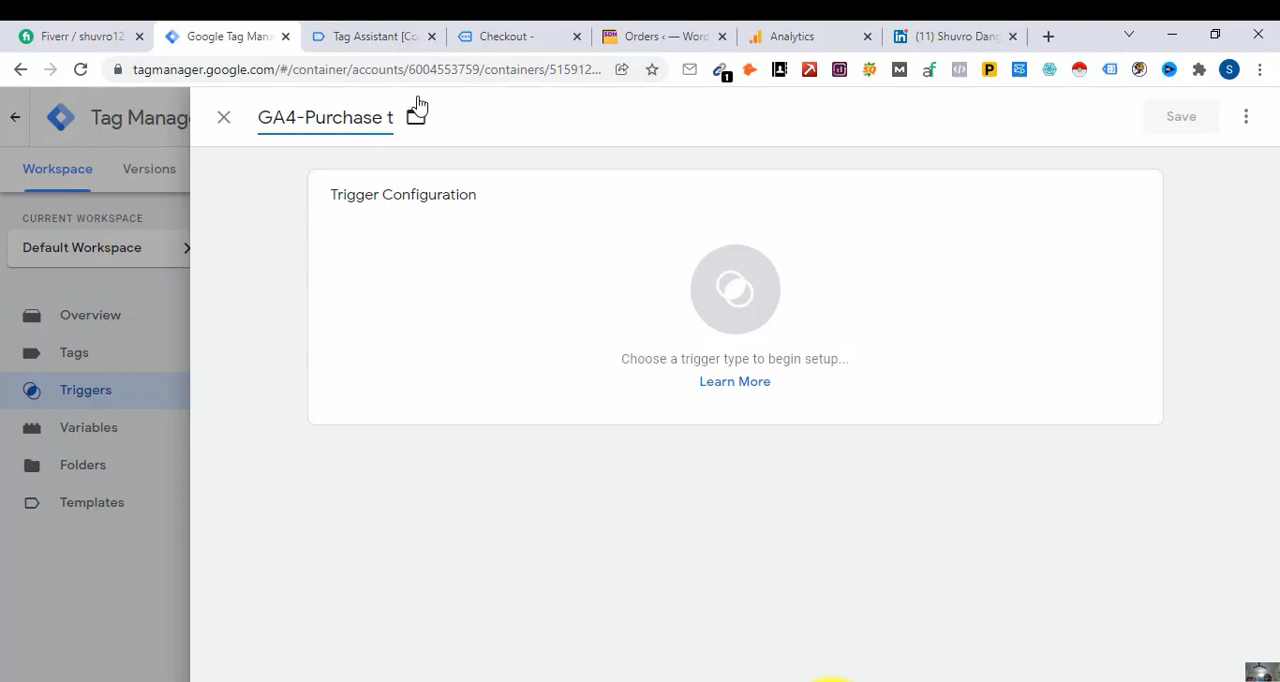 Fiverr / shuvro12
Google Tag Mana
Tag Assistant [Co
Checkout -
Orders ‹ — Wor
Analytics
(11) Shuvro Dang
tagmanager.google.com/#/container/accounts/6004553759/containers/515912...
Tag Manag
GA4-Purchase t
Save
Workspace
Versions
Trigger Configuration
CURRENT WORKSPACE
Default Workspace
Overview
Tags
Choose a trigger type to begin setup...
Learn More
Triggers
Variables
Folders
Templates